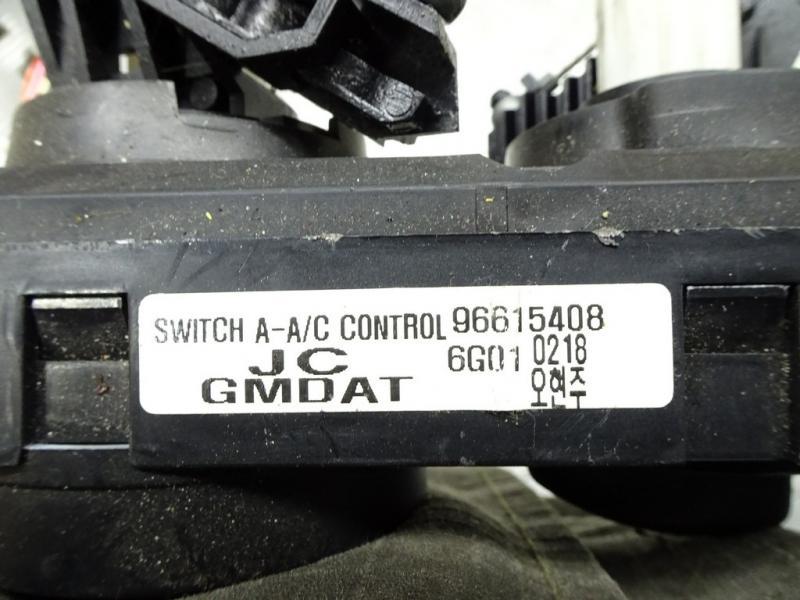 SWITCH A-A/C CONTROL 96615408
JC 6G01 0218
GMDAT 오현주